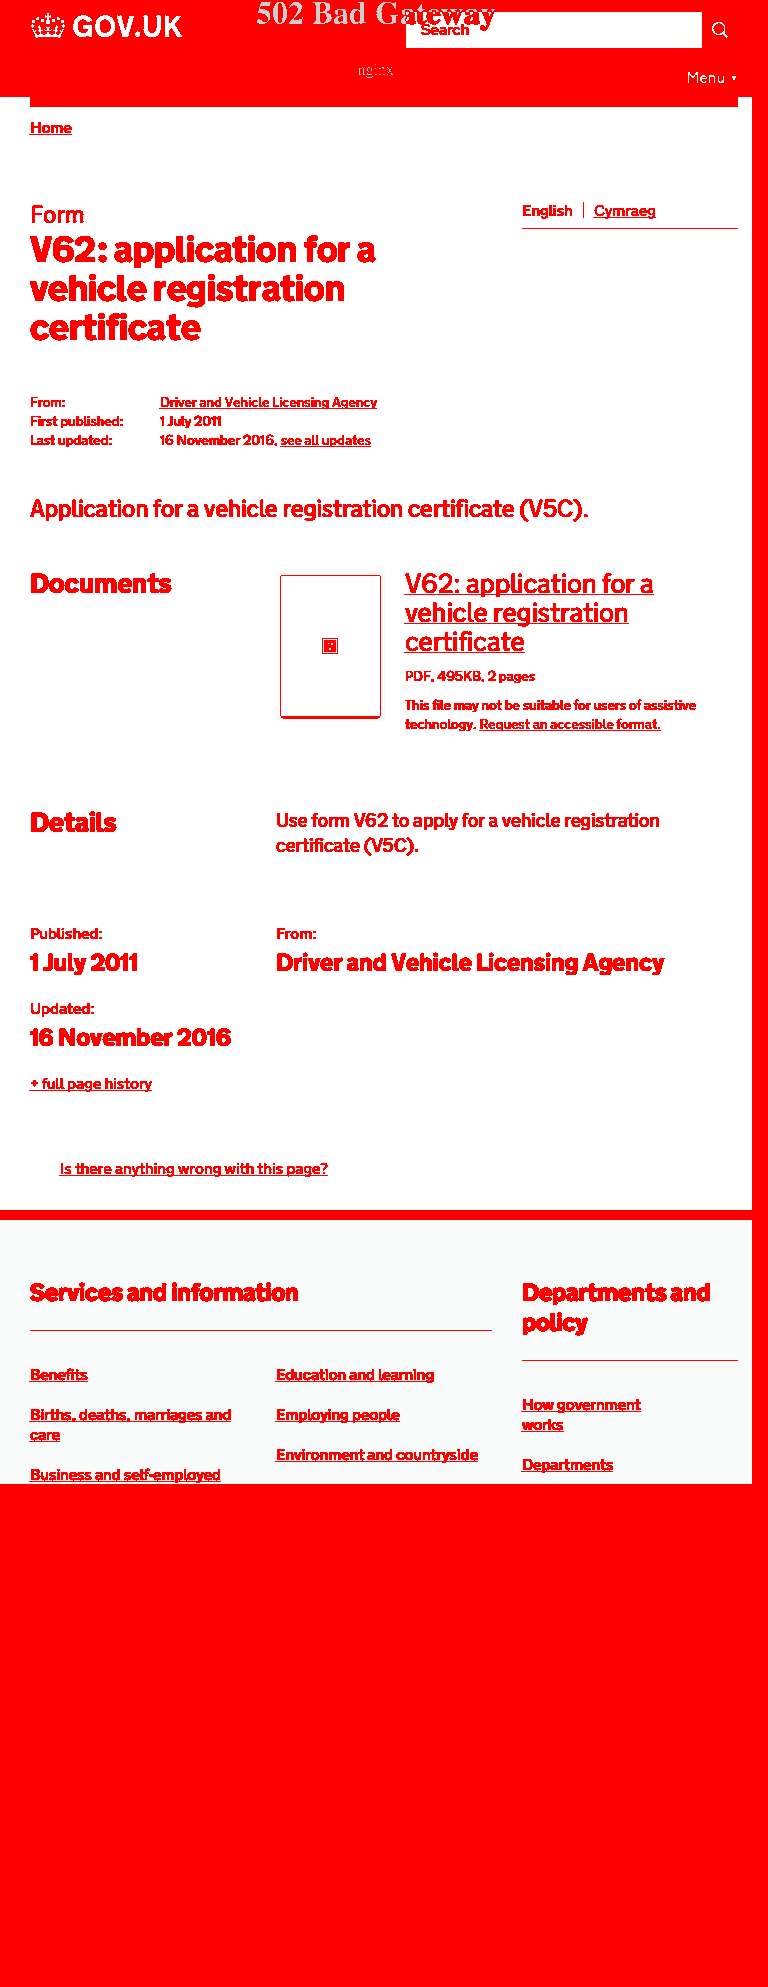 502 Bad Gateway
GOV.UK
Search
nginx
Menu ▾
Home
Form
English
Cymraeg
V62: application for a
vehicle registration
certificate
From: Driver and Vehicle Licensing Agency
First published: 1 July 2011
Last updated: 16 November 2016, see all updates
Application for a vehicle registration certificate (V5C).
Documents
V62: application for a
vehicle registration
certificate
PDF, 495KB, 2 pages
This file may not be suitable for users of assistive
technology. Request an accessible format.
Details
Use form V62 to apply for a vehicle registration
certificate (V5C).
Published:
1 July 2011
From:
Driver and Vehicle Licensing Agency
Updated:
16 November 2016
+ full page history
Is there anything wrong with this page?
Services and information
Benefits
Births, deaths, marriages and
care
Business and self-employed
Education and learning
Employing people
Environment and countryside
Departments and
policy
How government
works
Departments